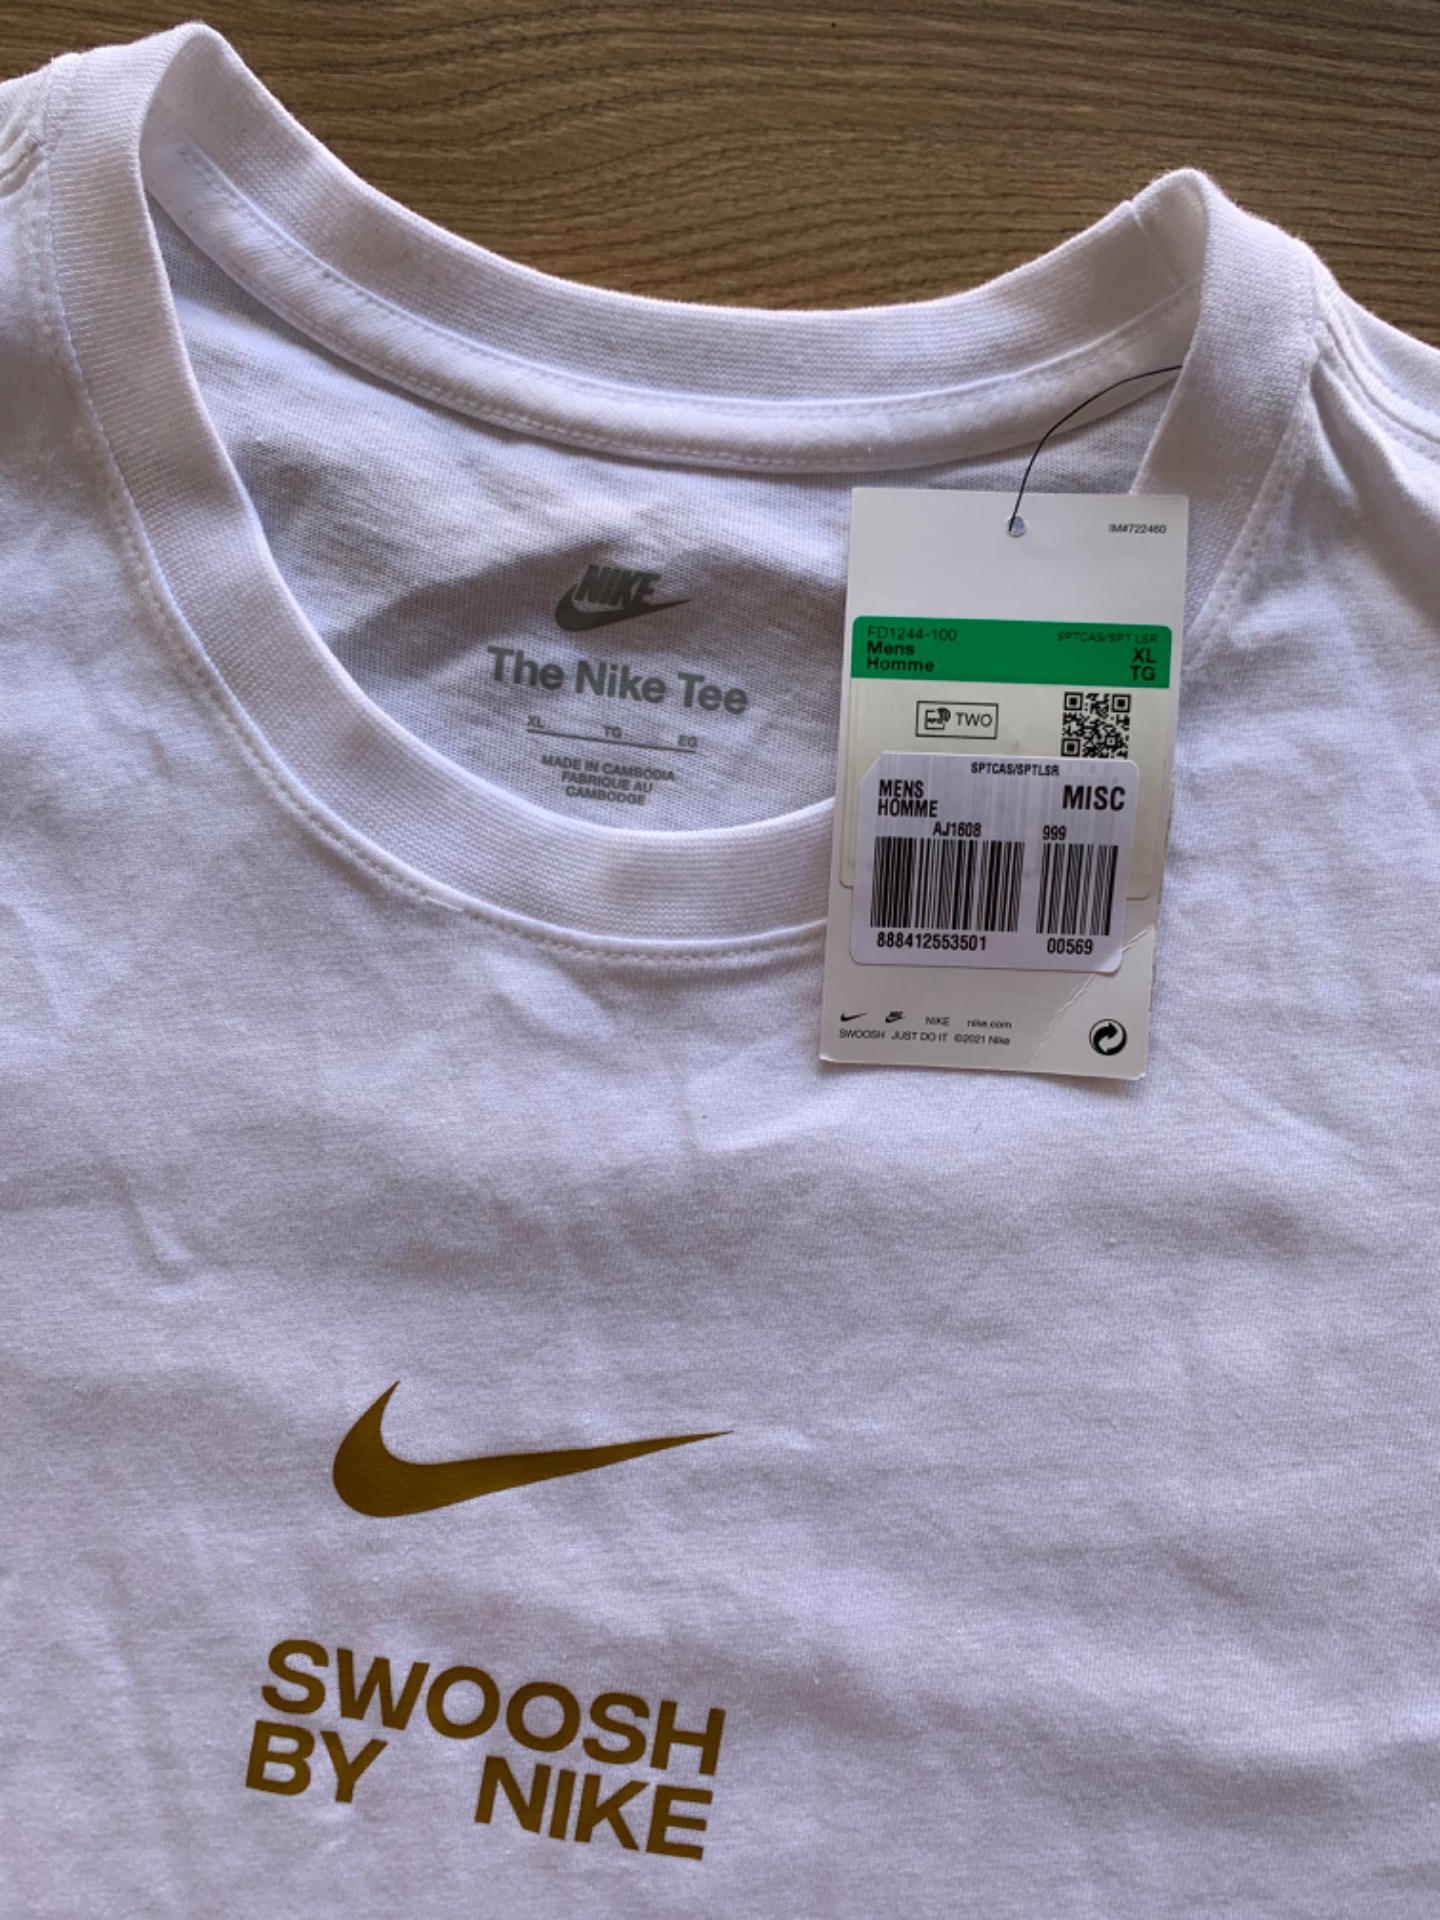 NIKE
The Nike Tee
XL TG EG
MADE IN CAMBODIA
FABRIQUE AU
CAMBODGE
IM#722460
FD1244-100 SPTCAS/SPT LSR
Mens XL
Homme TG
TWO
SPTCAS/SPTLSR
MENS MISC
HOMME
AJ1608 999
888412553501 00569
NIKE nike.com
SWOOSH JUST DO IT ©2021 Nike
SWOOSH
BY NIKE